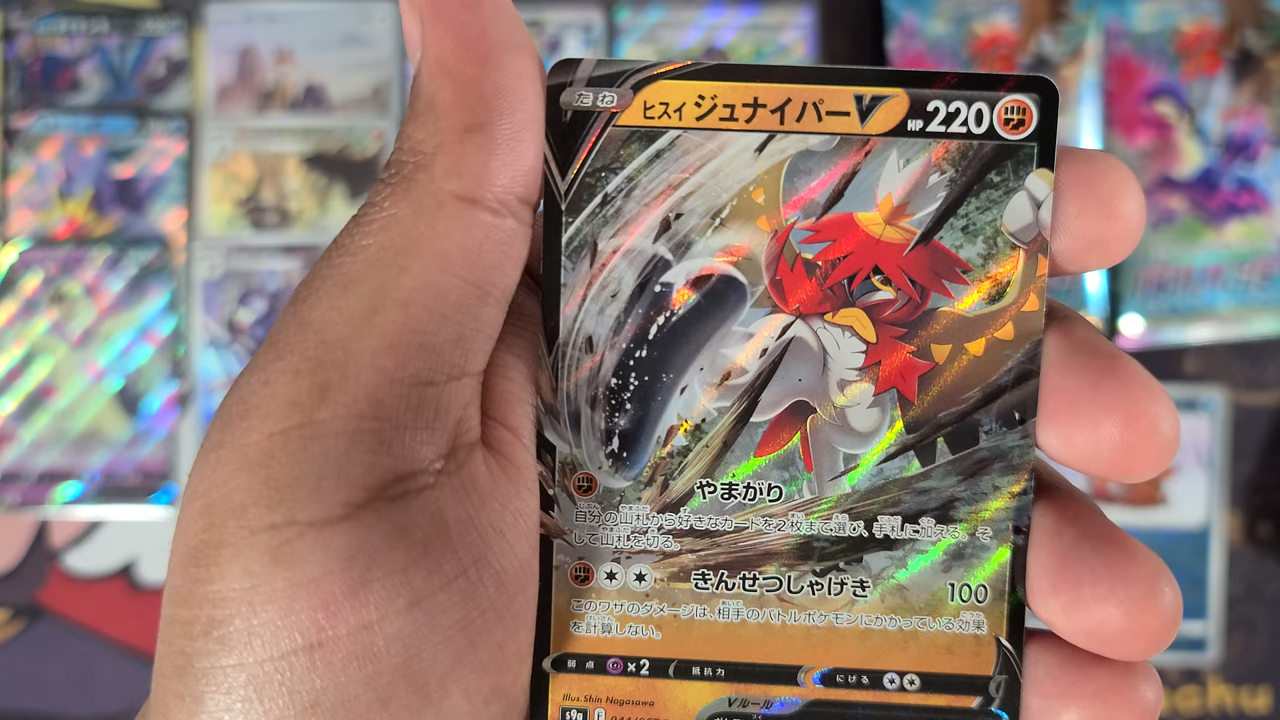 たね
ヒスイ ジュナイパーV
HP 220
やまがり
自分の山札から好きなカードを2枚まで選び、手札に加える。そ
して山札を切る。
きんせつしゃげき 100
このワザのダメージは、相手のバトルポケモンにかかっている効果
を計算しない。
弱点 ×2 抵抗力 にげる
Illus. Shin Nagasawa
Vルール
s9a F